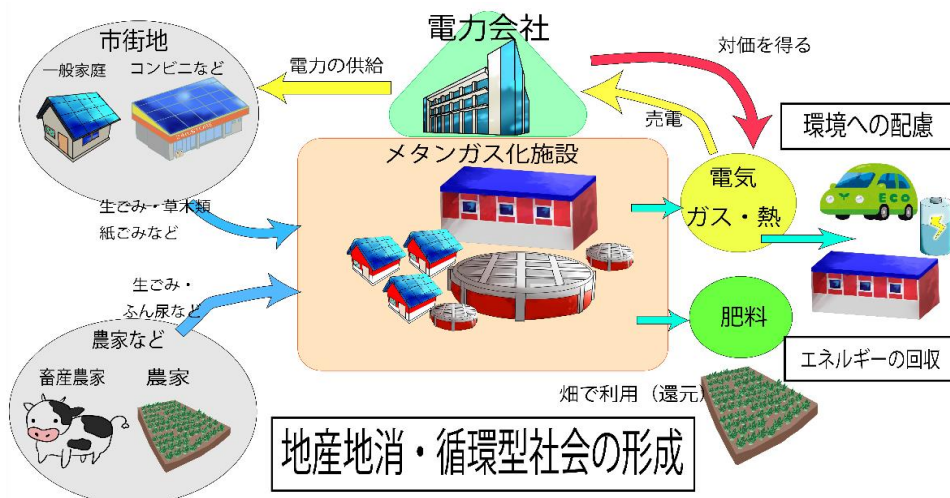 電力会社
対価を得る
市街地
一般家庭
コンビニなど
電力の供給
売電
環境への配慮
メタンガス化施設
電気
ガス・熱
ECO
生ごみ・草木類
紙ごみなど
生ごみ・
ふん尿など
肥料
農家など
畜産農家
農家
エネルギーの回収
畑で利用（還元）
地産地消・循環型社会の形成